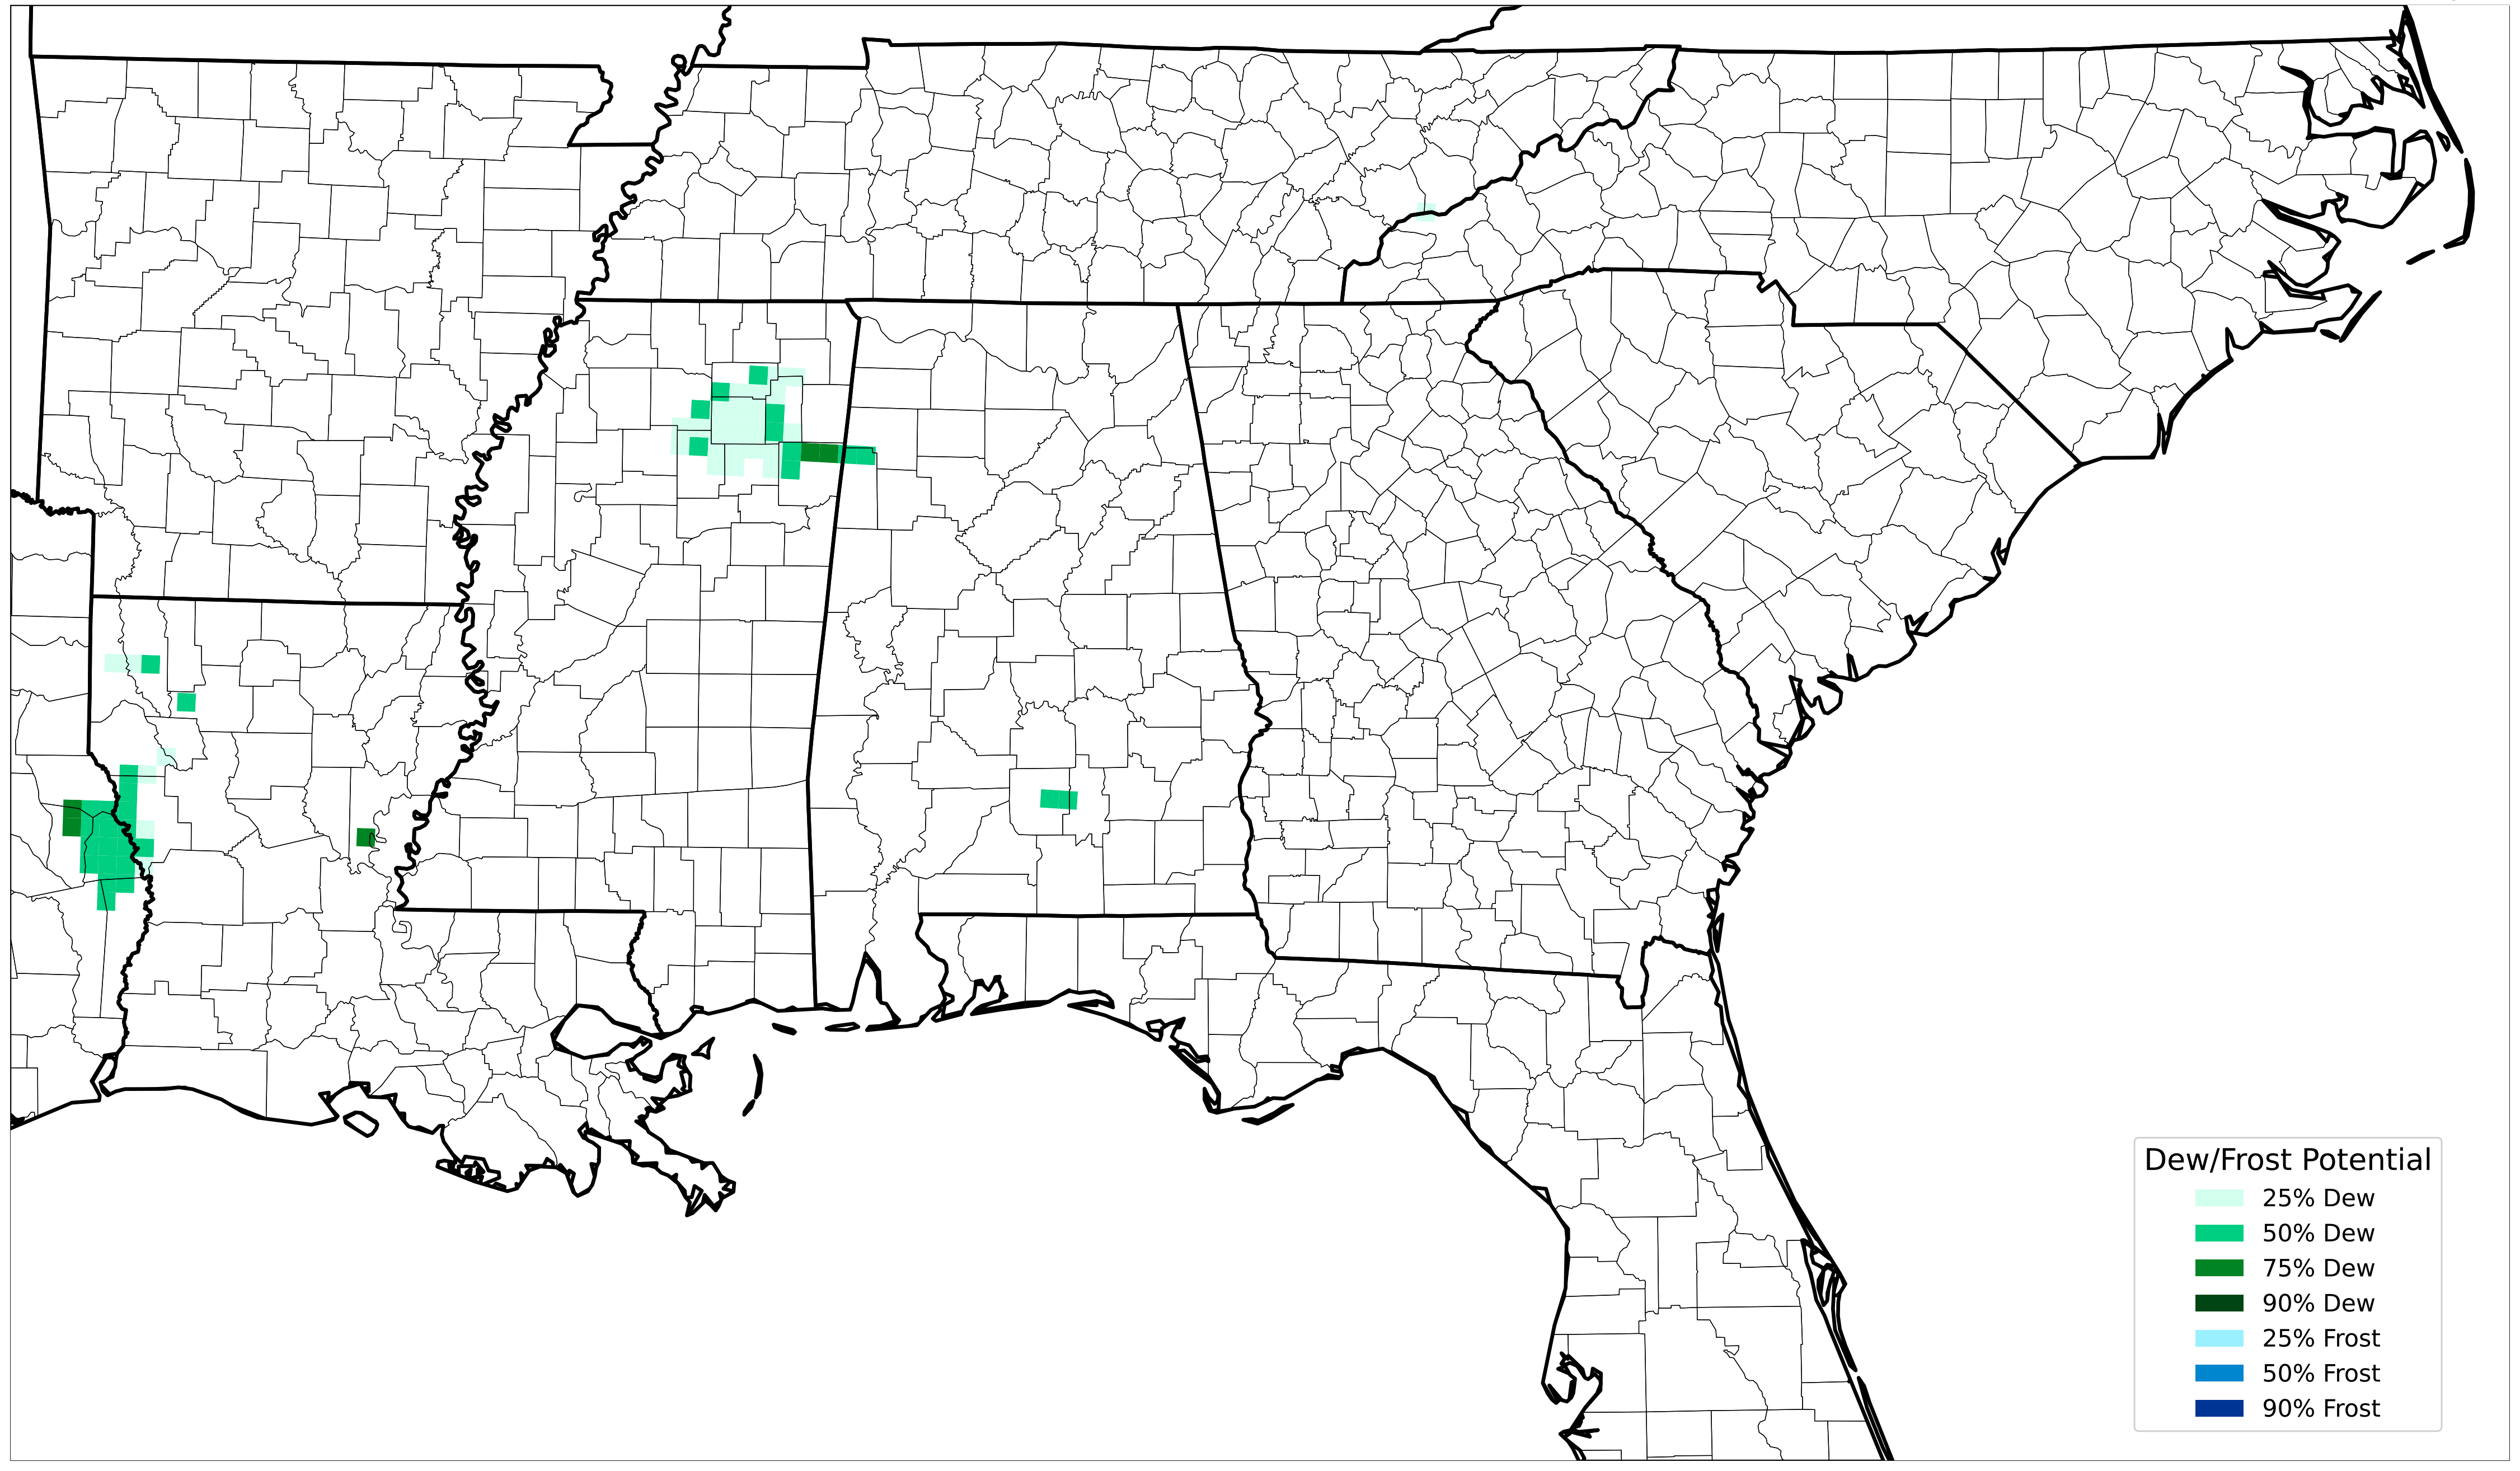 Dew/Frost Potential
25% Dew
50% Dew
75% Dew
90% Dew
25% Frost
50% Frost
90% Frost